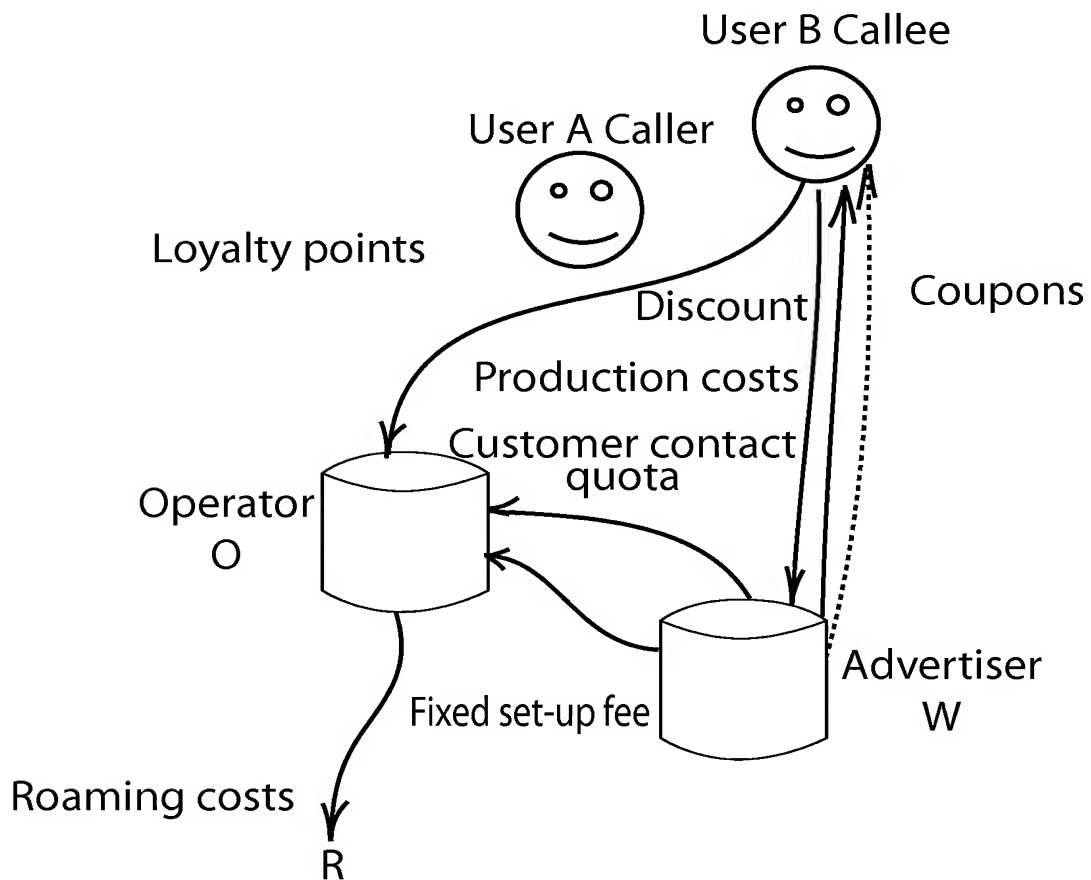 User B Callee
User A Caller
Loyalty points
Discount
Coupons
Production costs
Customer contact
quota
Operator
O
Advertiser
W
Fixed set-up fee
Roaming costs
R